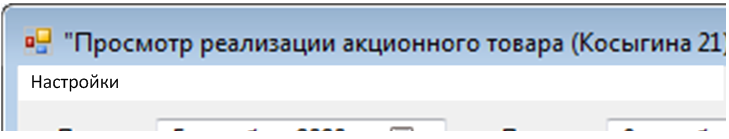 "Просмотр реализации акционного товара (Косыгина 21)
Настройки